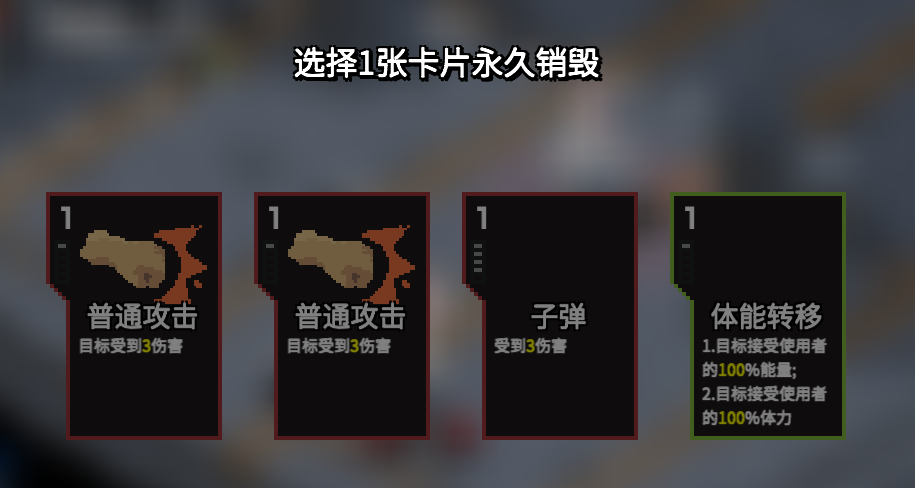 选择1张卡片永久销毁
1
普通攻击
目标受到3伤害
1
普通攻击
目标受到3伤害
1
子弹
受到3伤害
1
体能转移
1.目标接受使用者
的100%能量;
2.目标接受使用者
的100%体力